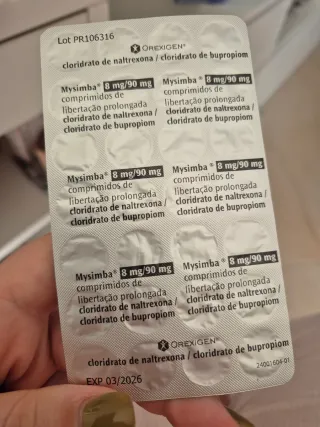 Lot PR106316
OREXIGEN®
cloridrato de naltrexona / cloridrato de bupropiom
Mysimba® 8 mg/90 mg
comprimidos de
libertação prolongada
cloridrato de naltrexona /
cloridrato de bupropiom
Mysimba® 8 mg/90 mg
comprimidos de
libertação prolongada
cloridrato de naltrexona /
cloridrato de bupropiom
Mysimba® 8 mg/90 mg
comprimidos de
libertação prolongada
cloridrato de naltrexona /
cloridrato de bupropiom
Mysimba® 8 mg/90 mg
comprimidos de
libertação prolongada
cloridrato de naltrexona /
cloridrato de bupropiom
Mysimba® 8 mg/90 mg
comprimidos de
libertação prolongada
cloridrato de naltrexona /
cloridrato de bupropiom
Mysimba® 8 mg/90 mg
comprimidos de
libertação prolongada
cloridrato de naltrexona /
cloridrato de bupropiom
OREXIGEN®
cloridrato de naltrexona / cloridrato de bupropiom
EXP 03/2026